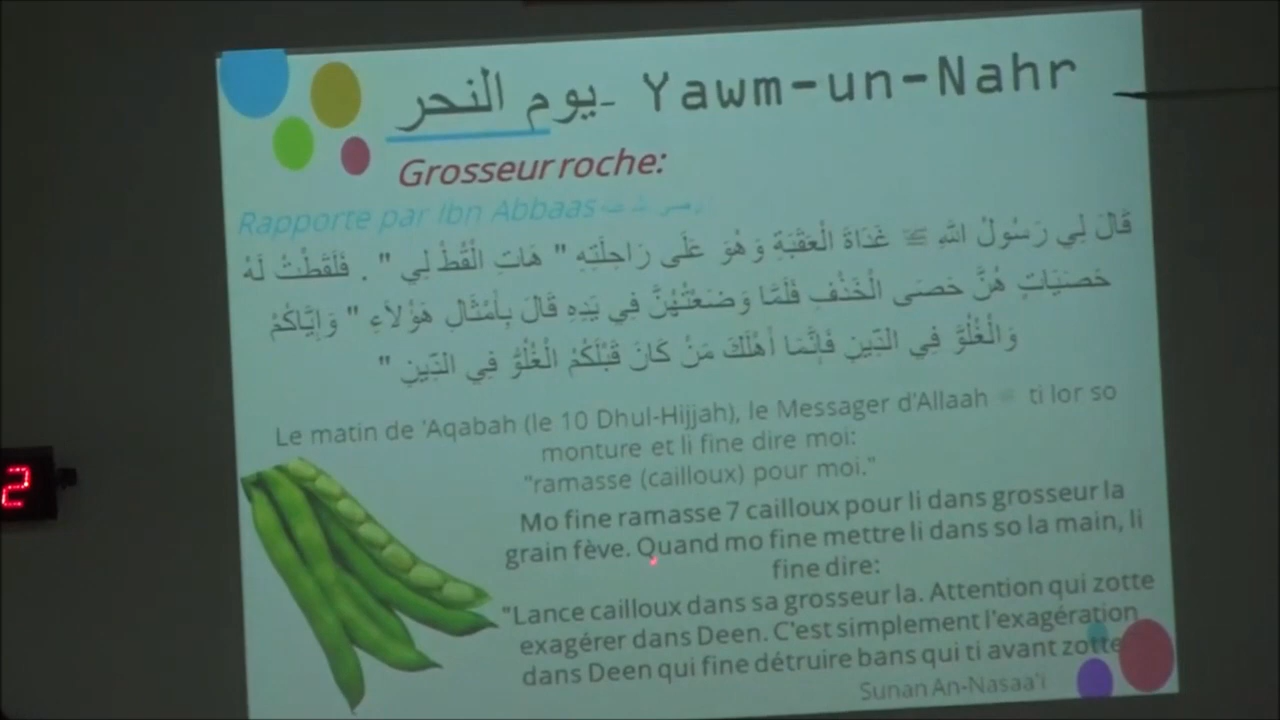 يوم النحر - Yawm-un-Nahr
Grosseur roche:
Rapporte par Ibn Abbaas
قَالَ لِي رَسُولُ اللَّهِ ﷺ غَدَاةَ الْعَقَبَةِ وَهُوَ عَلَى رَاحِلَتِهِ " هَاتِ الْقُطْ لِي " . فَلَقَطْتُ لَهُ
حَصَيَاتٍ هُنَّ حَصَى الْخَذْفِ فَلَمَّا وَضَعْتُهُنَّ فِي يَدِهِ قَالَ بِأَمْثَالِ هَؤُلاَءِ " وَإِيَّاكُمْ
وَالْغُلُوَّ فِي الدِّينِ فَإِنَّمَا أَهْلَكَ مَنْ كَانَ قَبْلَكُمُ الْغُلُوُّ فِي الدِّينِ "
Le matin de 'Aqabah (le 10 Dhul-Hijjah), le Messager d'Allaah ti lor so
monture et li fine dire moi:
"ramasse (cailloux) pour moi."
Mo fine ramasse 7 cailloux pour li dans grosseur la
grain fève. Quand mo fine mettre li dans so la main, li
fine dire:
"Lance cailloux dans sa grosseur la. Attention qui zotte
exagérer dans Deen. C'est simplement l'exagération
dans Deen qui fine détruire bans qui ti avant zotte
Sunan An-Nasaa'i
2